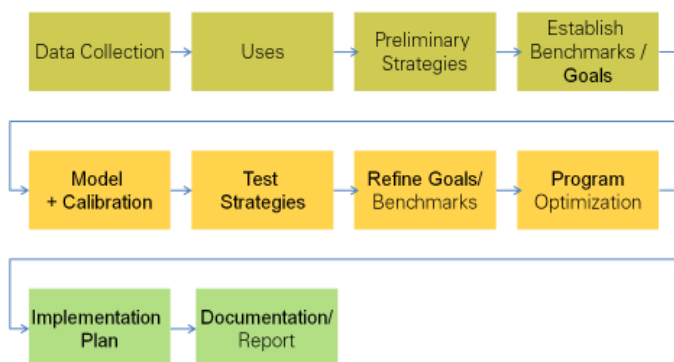 Data Collection
Uses
Preliminary
Strategies
Establish
Benchmarks /
Goals
Model
+ Calibration
Test
Strategies
Refine Goals/
Benchmarks
Program
Optimization
Implementation
Plan
Documentation/
Report